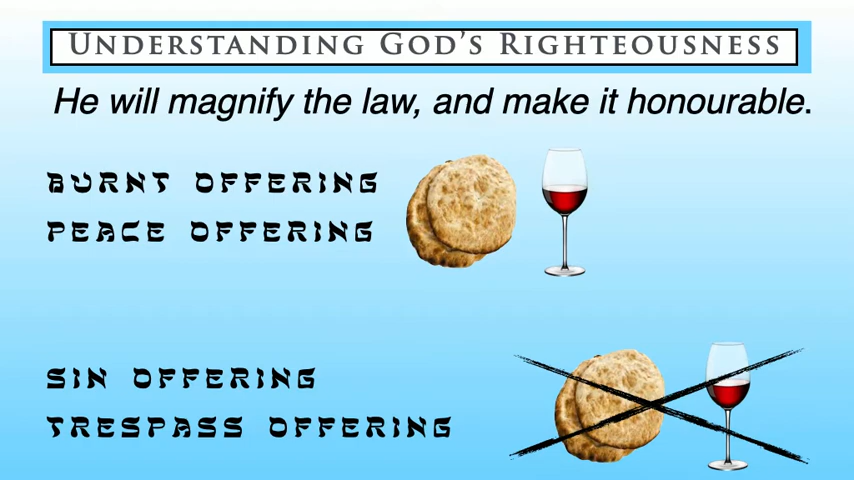 Understanding God's Righteousness
He will magnify the law, and make it honourable.
BURNT OFFERING
PEACE OFFERING
SIN OFFERING
TRESPASS OFFERING